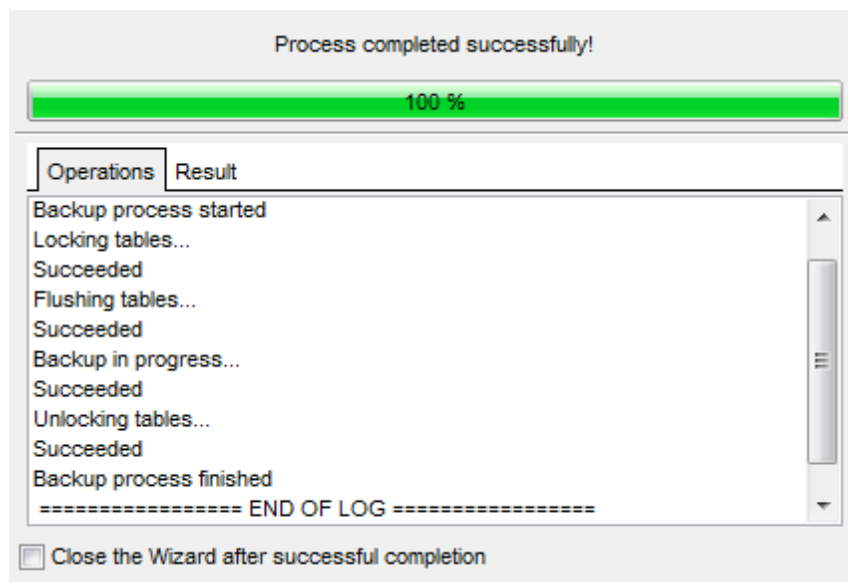 Process completed successfully!
100 %
Operations Result
Backup process started
Locking tables...
Succeeded
Flushing tables...
Succeeded
Backup in progress...
Succeeded
Unlocking tables...
Succeeded
Backup process finished
================= END OF LOG =================
Close the Wizard after successful completion